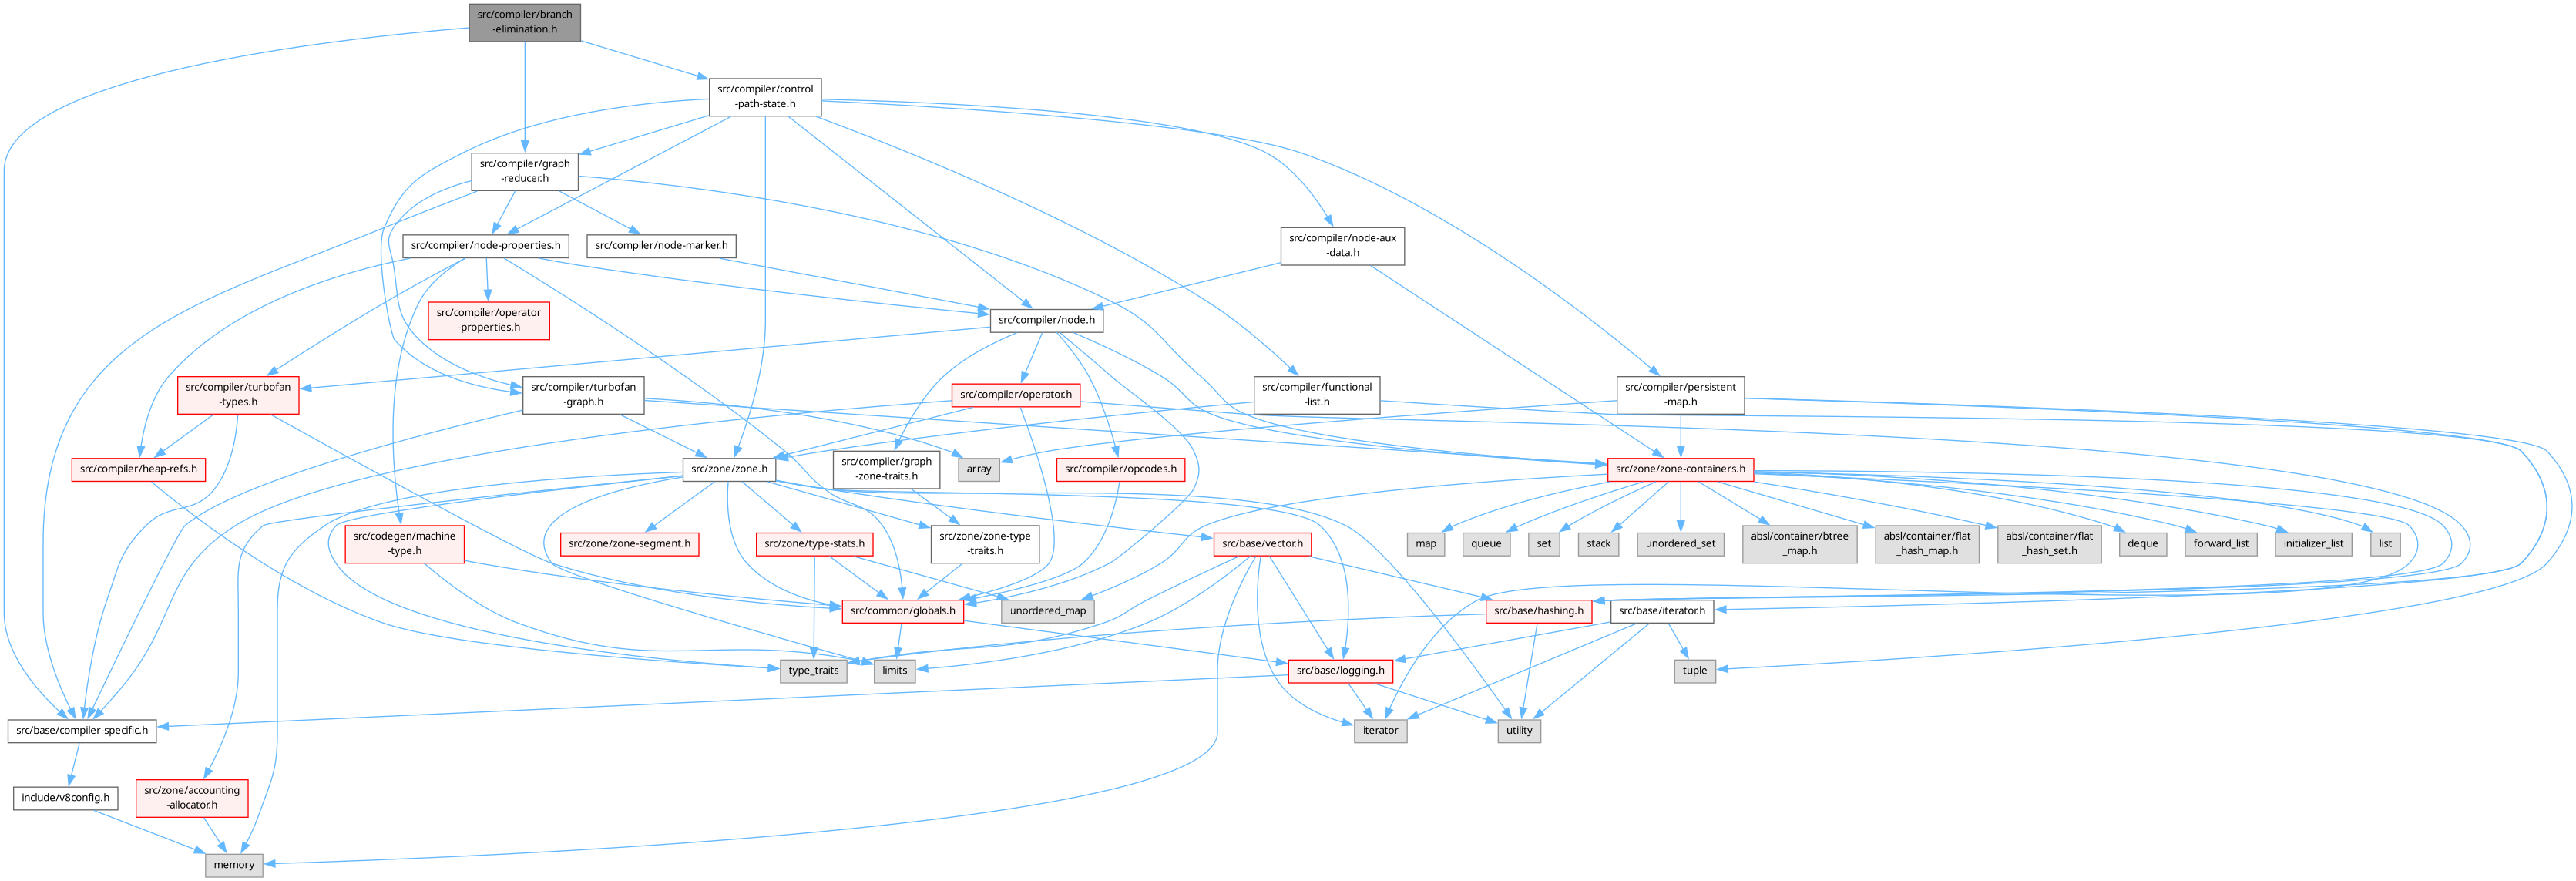 src/compiler/branch
-elimination.h
src/compiler/control
-path-state.h
src/compiler/graph
-reducer.h
src/compiler/node-properties.h
src/compiler/node-marker.h
src/compiler/node-aux
-data.h
src/compiler/operator
-properties.h
src/compiler/node.h
src/compiler/turbofan
-types.h
src/compiler/turbofan
-graph.h
src/compiler/operator.h
src/compiler/functional
-list.h
src/compiler/persistent
-map.h
src/compiler/heap-refs.h
src/zone/zone.h
src/compiler/graph
-zone-traits.h
array
src/compiler/opcodes.h
src/zone/zone-containers.h
src/codegen/machine
-type.h
src/zone/zone-segment.h
src/zone/type-stats.h
src/zone/zone-type
-traits.h
src/base/vector.h
map
queue
set
stack
unordered_set
absl/container/btree
_map.h
absl/container/flat
_hash_map.h
absl/container/flat
_hash_set.h
deque
forward_list
initializer_list
list
src/common/globals.h
unordered_map
src/base/hashing.h
src/base/iterator.h
type_traits
limits
src/base/logging.h
tuple
src/base/compiler-specific.h
iterator
utility
include/v8config.h
src/zone/accounting
-allocator.h
memory